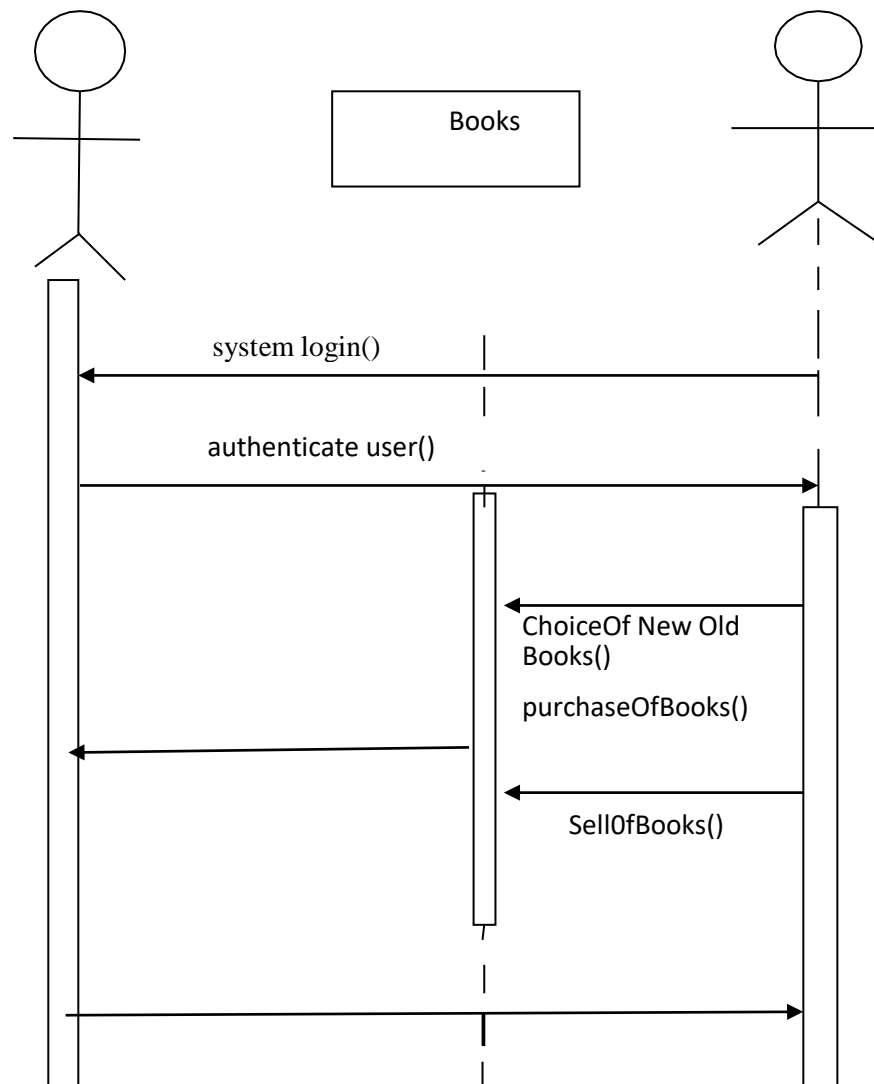 Books
system login()
authenticate user()
ChoiceOf New Old
Books()
purchaseOfBooks()
Sell0fBooks()